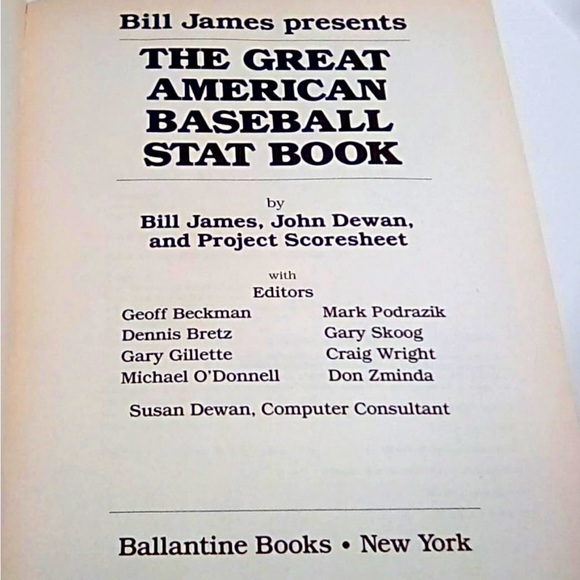 Bill James presents
THE GREAT
AMERICAN
BASEBALL
STAT BOOK
by
Bill James, John Dewan,
and Project Scoresheet
with
Editors
Geoff Beckman Mark Podrazik
Dennis Bretz Gary Skoog
Gary Gillette Craig Wright
Michael O'Donnell Don Zminda
Susan Dewan, Computer Consultant
Ballantine Books • New York